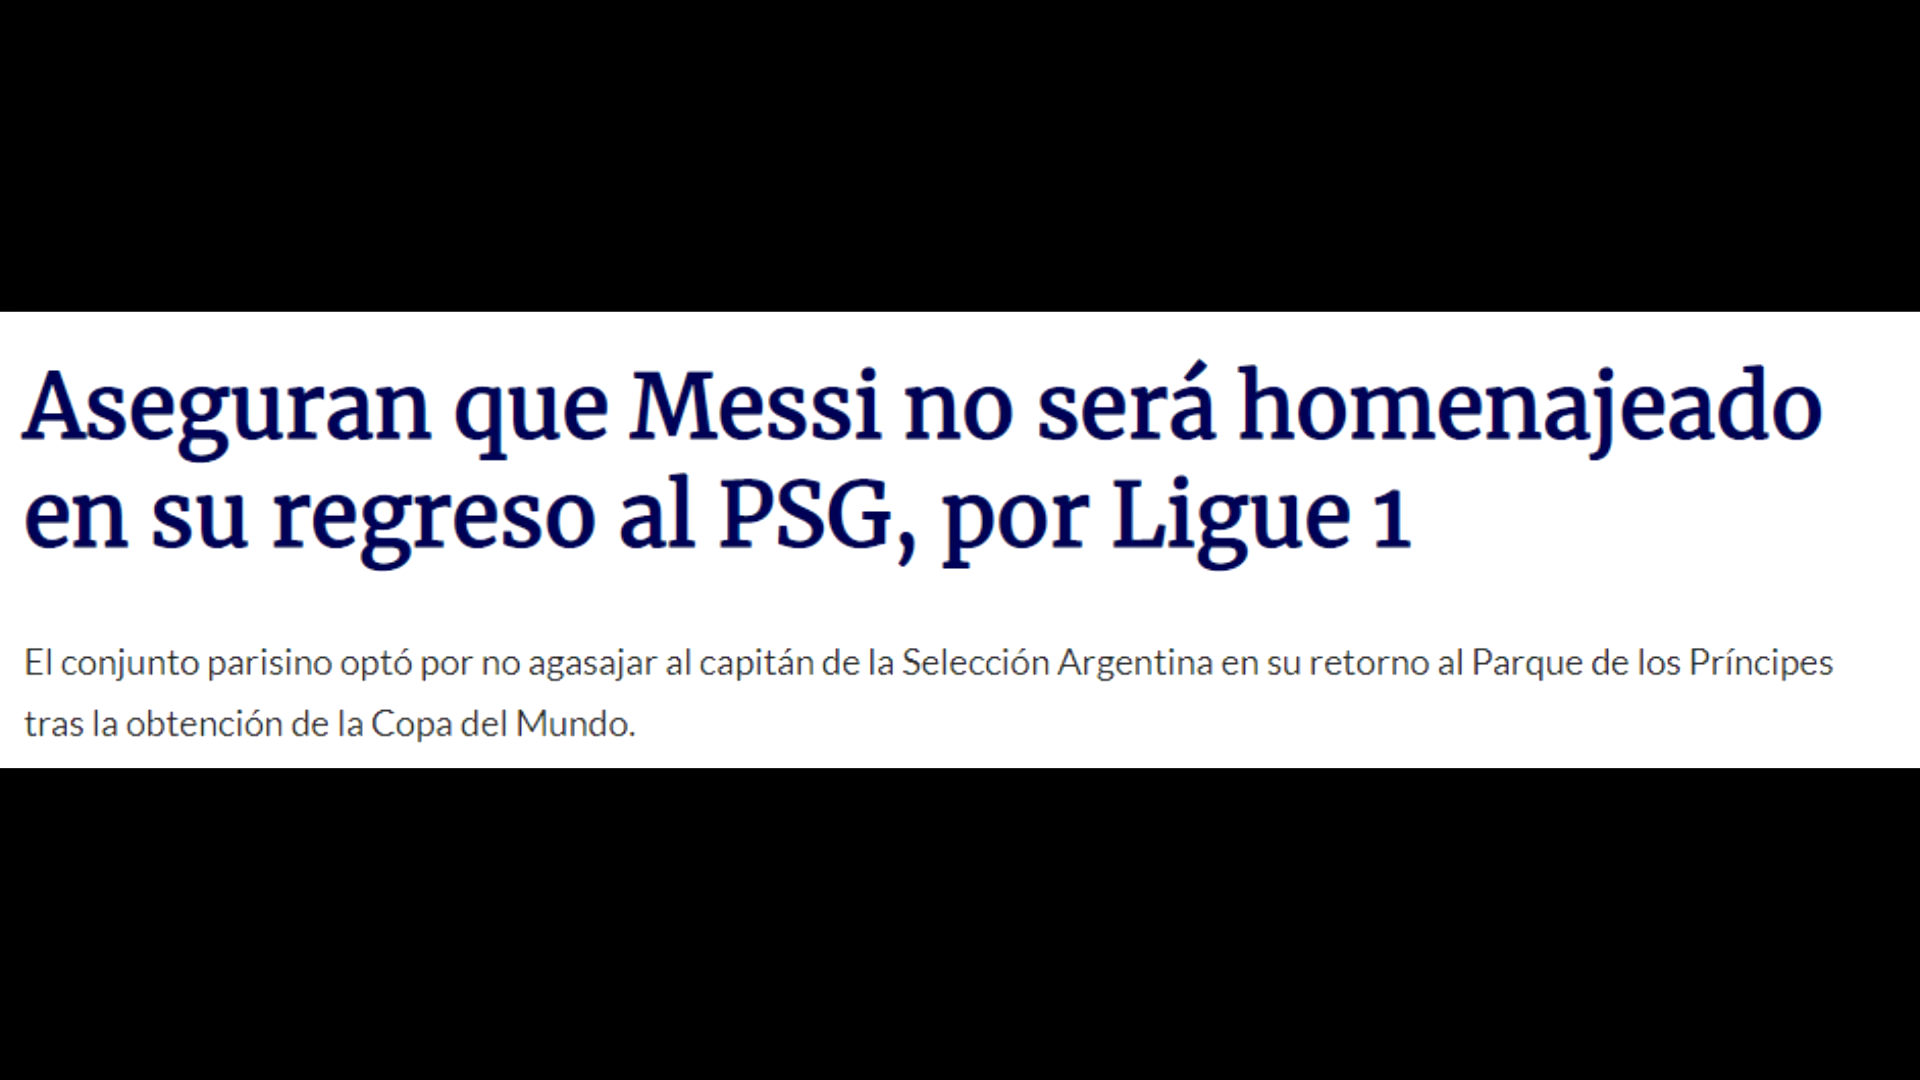 Aseguran que Messi no será homenajeado
en su regreso al PSG, por Ligue 1
El conjunto parisino optó por no agasajar al capitán de la Selección Argentina en su retorno al Parque de los Príncipes
tras la obtención de la Copa del Mundo.